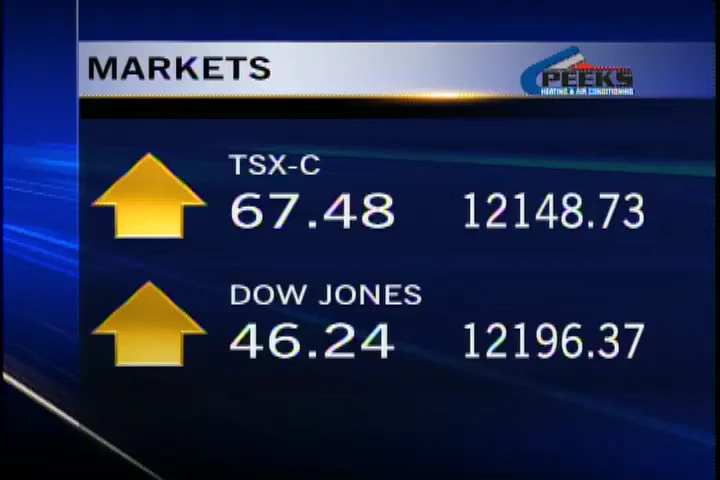 MARKETS
PEEKS
HEATING & AIR CONDITIONING
TSX-C
67.48 12148.73
DOW JONES
46.24 12196.37